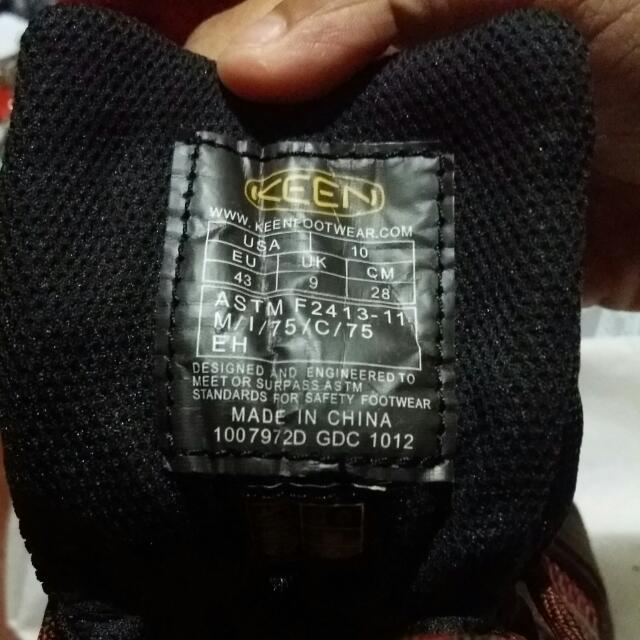 KEEN
WWW.KEENFOOTWEAR.COM
USA 10
EU UK CM
43 9 28
ASTM F2413-11
M/I/75/C/75
EH
DESIGNED AND ENGINEERED TO
MEET OR SURPASS ASTM
STANDARDS FOR SAFETY FOOTWEAR
MADE IN CHINA
1007972D GDC 1012